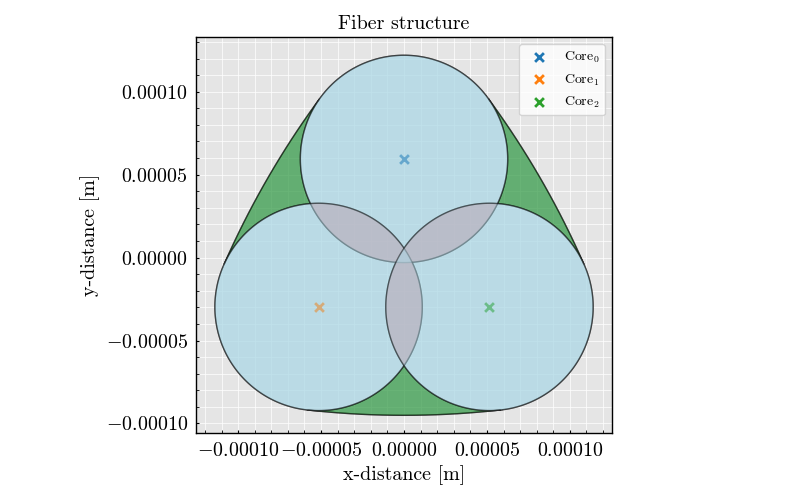 Fiber structure
Core₀
Core₁
Core₂
0.00010
0.00005
0.00000
−0.00005
−0.00010
y-distance [m]
−0.00010 −0.00005 0.00000 0.00005 0.00010
x-distance [m]